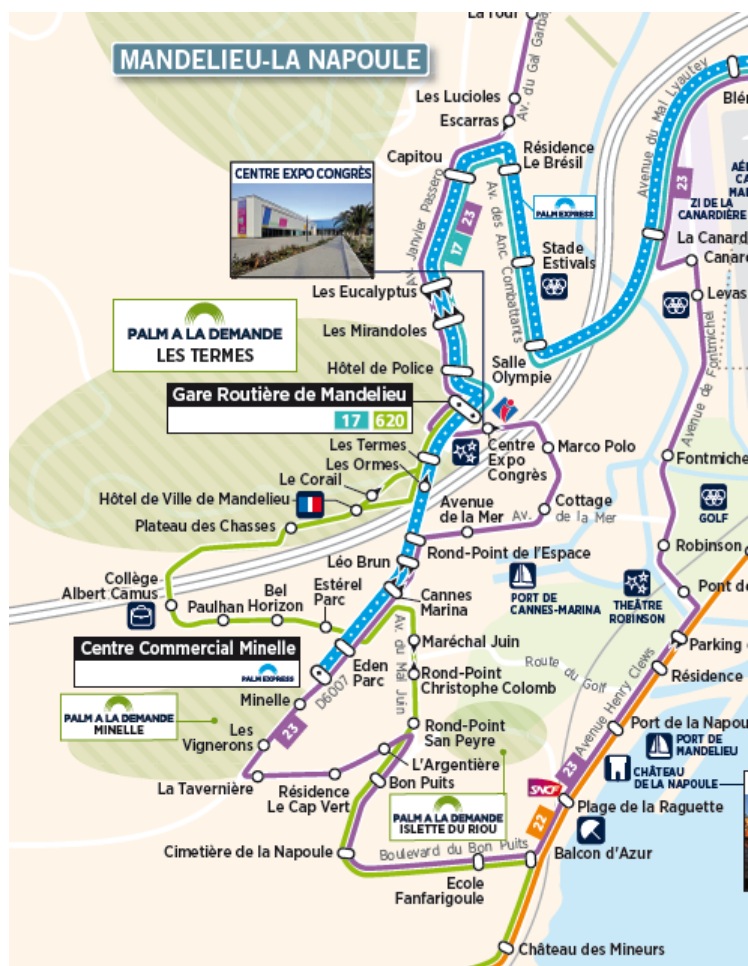 La Tour
MANDELIEU-LA NAPOULE
Av. du Gal Garba
Avenue du Mal Lyautey
Les Lucioles
Escarras
Blér
Capitou
Résidence
Le Brésil
CENTRE EXPO CONGRÈS
Av. Janvier Passero
17
23
PALM EXPRESS
Av. des Anc. Combattants
23
AÉ
CA
MA
ZI DE LA
CANARDIÈRE
La Canard
Canar
Stade
Estivals
Les Eucalyptus
Levas
PALM A LA DEMANDE
LES TERMES
Les Mirandoles
Hôtel de Police
Salle
Olympie
Avenue de Fontmichel
Gare Routière de Mandelieu
17
620
Les Termes
Les Ormes
Centre
Expo
Congrès
Marco Polo
Fontmiche
Le Corail
Hôtel de Ville de Mandelieu
Plateau des Chasses
Avenue
de la Mer
Av.
de la Mer
Cottage
GOLF
Rond-Point de l'Espace
Robinson
Léo Brun
Collège
Albert Camus
Paulhan
Bel
Horizon
Estérel
Parc
Cannes
Marina
PORT DE
CANNES-MARINA
THÉÂTRE
ROBINSON
Pont de
Centre Commercial Minelle
PALM EXPRESS
Av. du Mal Juin
Maréchal Juin
Parking
Eden
Parc
Rond-Point
Christophe Colomb
Route du Golf
Résidence
Minelle
D6007
23
PALM A LA DEMANDE
MINELLE
Les
Vignerons
Rond-Point
San Peyre
Avenue Henry Clews
Port de la Napou
PORT DE
MANDELIEU
L'Argentière
CHÂTEAU
DE LA NAPOULE
La Tavernière
Résidence
Le Cap Vert
Bon Puits
SNCF
23
22
PALM A LA DEMANDE
ISLETTE DU RIOU
Plage de la Raguette
Cimetière de la Napoule
Boulevard du Bon Puits
Balcon d'Azur
Ecole
Fanfarigoule
Château des Mineurs